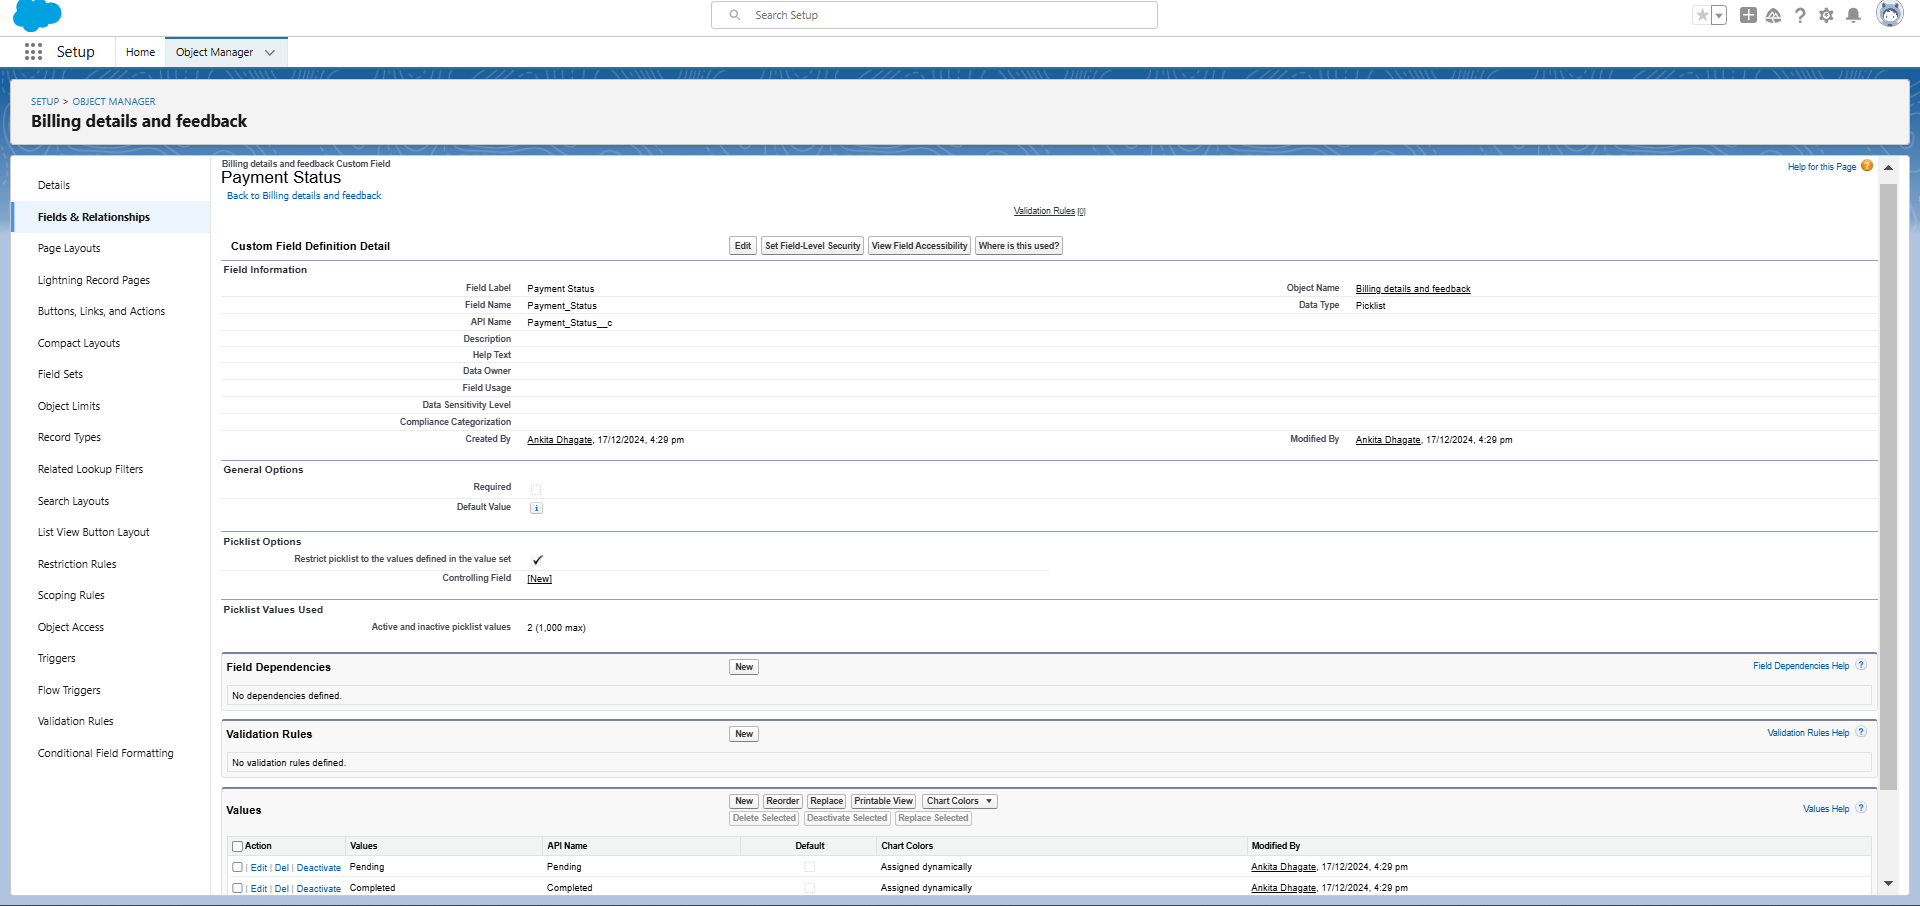 Search Setup
Setup
Home
Object Manager
SETUP > OBJECT MANAGER
Billing details and feedback
Details
Fields & Relationships
Page Layouts
Lightning Record Pages
Buttons, Links, and Actions
Compact Layouts
Field Sets
Object Limits
Record Types
Related Lookup Filters
Search Layouts
List View Button Layout
Restriction Rules
Scoping Rules
Object Access
Triggers
Flow Triggers
Validation Rules
Conditional Field Formatting
Billing details and feedback Custom Field
Payment Status
Back to Billing details and feedback
Help for this Page
Validation Rules [0]
Custom Field Definition Detail
Edit Set Field-Level Security View Field Accessibility Where is this used?
Field Information
Field Label Payment Status Object Name Billing details and feedback
Field Name Payment_Status Data Type Picklist
API Name Payment_Status__c
Description
Help Text
Data Owner
Field Usage
Data Sensitivity Level
Compliance Categorization
Created By Ankita Dhagate, 17/12/2024, 4:29 pm Modified By Ankita Dhagate, 17/12/2024, 4:29 pm
General Options
Required
Default Value
Picklist Options
Restrict picklist to the values defined in the value set
Controlling Field [New]
Picklist Values Used
Active and inactive picklist values 2 (1,000 max)
Field Dependencies New Field Dependencies Help ?
No dependencies defined.
Validation Rules New Validation Rules Help ?
No validation rules defined.
Values New Reorder Replace Printable View Chart Colors Values Help ?
Delete Selected Deactivate Selected Replace Selected
Action Values API Name Default Chart Colors Modified By
| Edit | Del | Deactivate Pending Pending Assigned dynamically Ankita Dhagate, 17/12/2024, 4:29 pm
| Edit | Del | Deactivate Completed Completed Assigned dynamically Ankita Dhagate, 17/12/2024, 4:29 pm